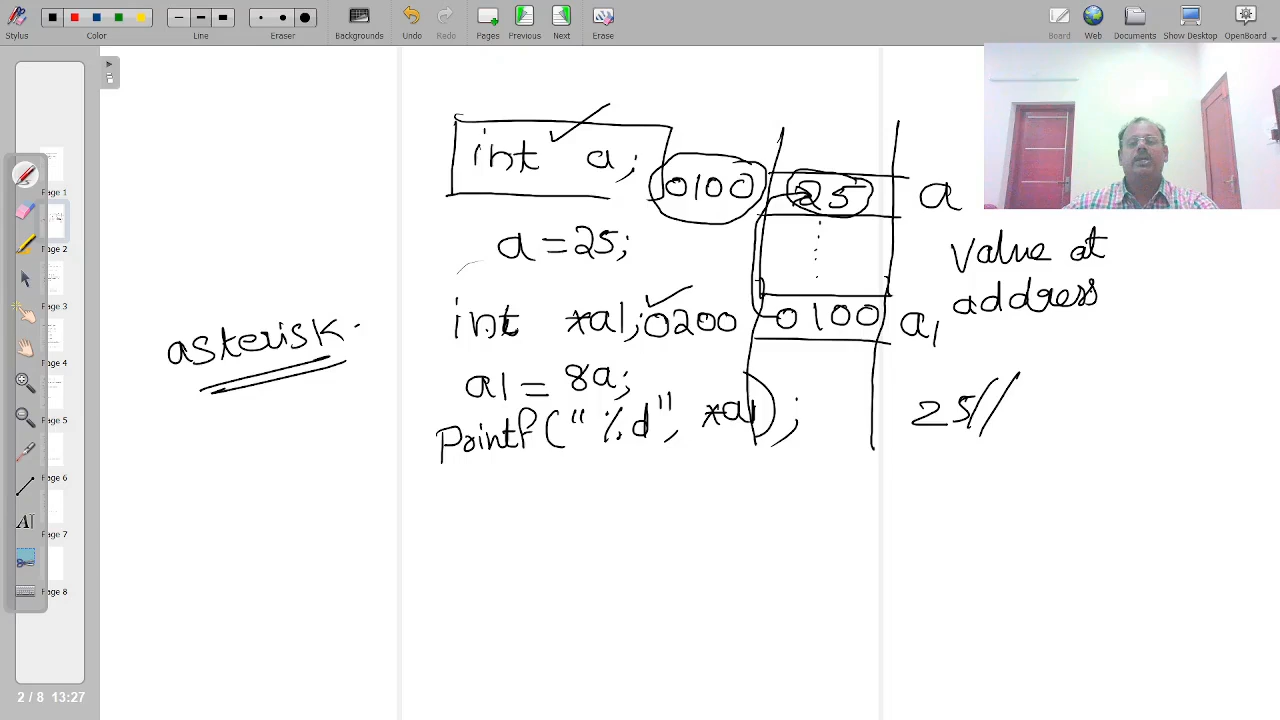 Stylus
Color
Line
Eraser
Backgrounds
Undo
Redo
Pages
Previous
Next
Erase
Board
Web
Documents
Show Desktop
OpenBoard
Page 1
Page 2
Page 3
Page 4
Page 5
Page 6
Page 7
Page 8
2 / 8 13:27
asterisk.
int a;
0100
25
a
a = 25;
Value at
address
int *a1;
0200
0100
a1
a1 = &a;
printf("%d", *a1);
25//